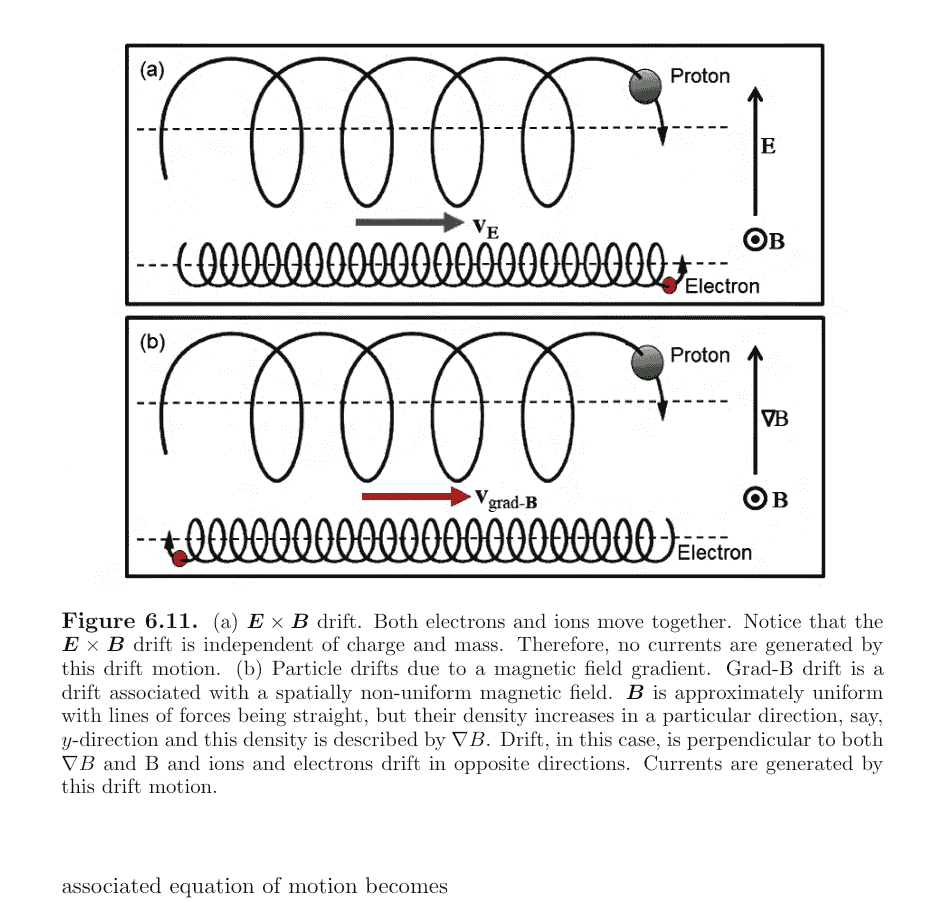 (a)
Proton
E
v_E
⊙B
Electron
(b)
Proton
∇B
v_grad-B
⊙ B
Electron
Figure 6.11. (a) E × B drift. Both electrons and ions move together. Notice that the
E × B drift is independent of charge and mass. Therefore, no currents are generated by
this drift motion. (b) Particle drifts due to a magnetic field gradient. Grad-B drift is a
drift associated with a spatially non-uniform magnetic field. B is approximately uniform
with lines of forces being straight, but their density increases in a particular direction, say,
y-direction and this density is described by ∇B. Drift, in this case, is perpendicular to both
∇B and B and ions and electrons drift in opposite directions. Currents are generated by
this drift motion.
associated equation of motion becomes